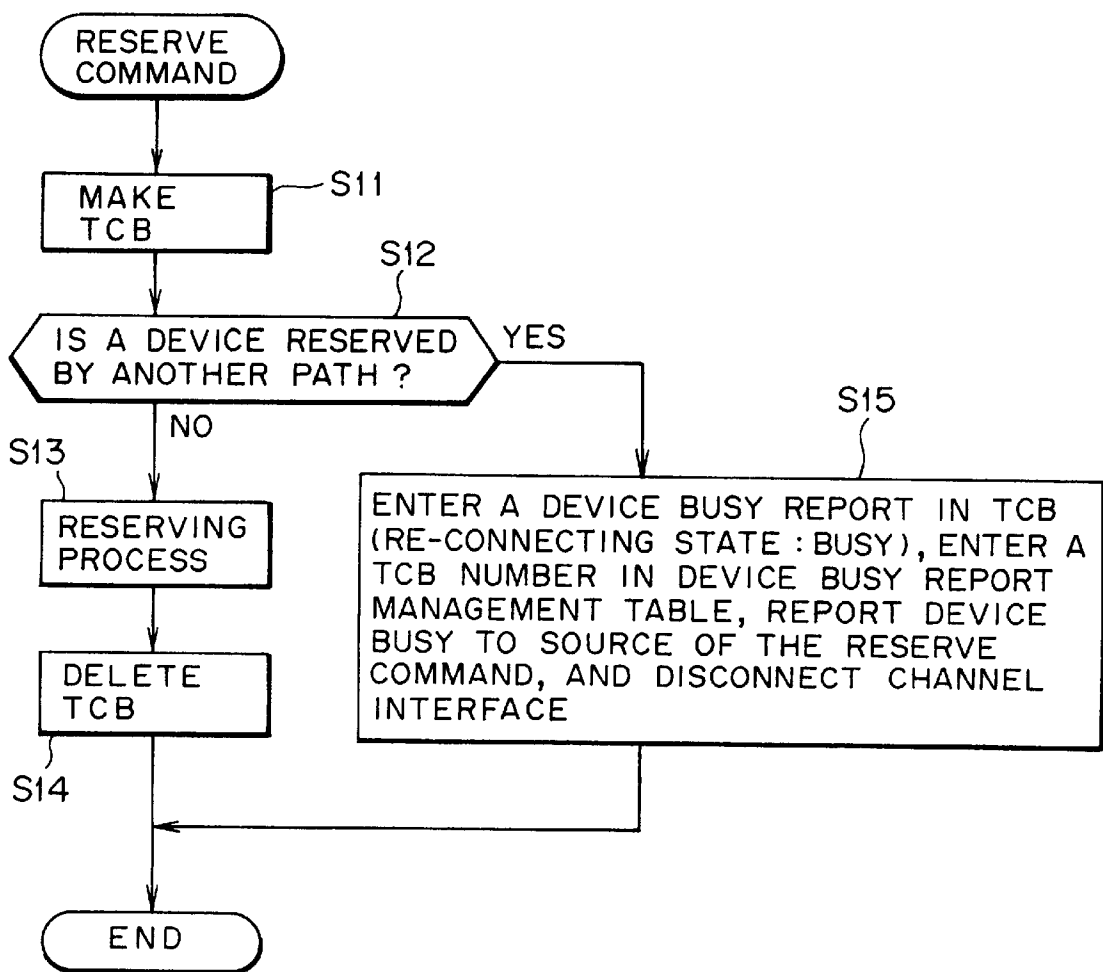 RESERVE
COMMAND
MAKE
TCB
S11
S12
IS A DEVICE RESERVED
BY ANOTHER PATH ?
YES
NO
S13
RESERVING
PROCESS
S15
ENTER A DEVICE BUSY REPORT IN TCB
(RE-CONNECTING STATE : BUSY), ENTER A
TCB NUMBER IN DEVICE BUSY REPORT
MANAGEMENT TABLE, REPORT DEVICE
BUSY TO SOURCE OF THE RESERVE
COMMAND, AND DISCONNECT CHANNEL
INTERFACE
DELETE
TCB
S14
END